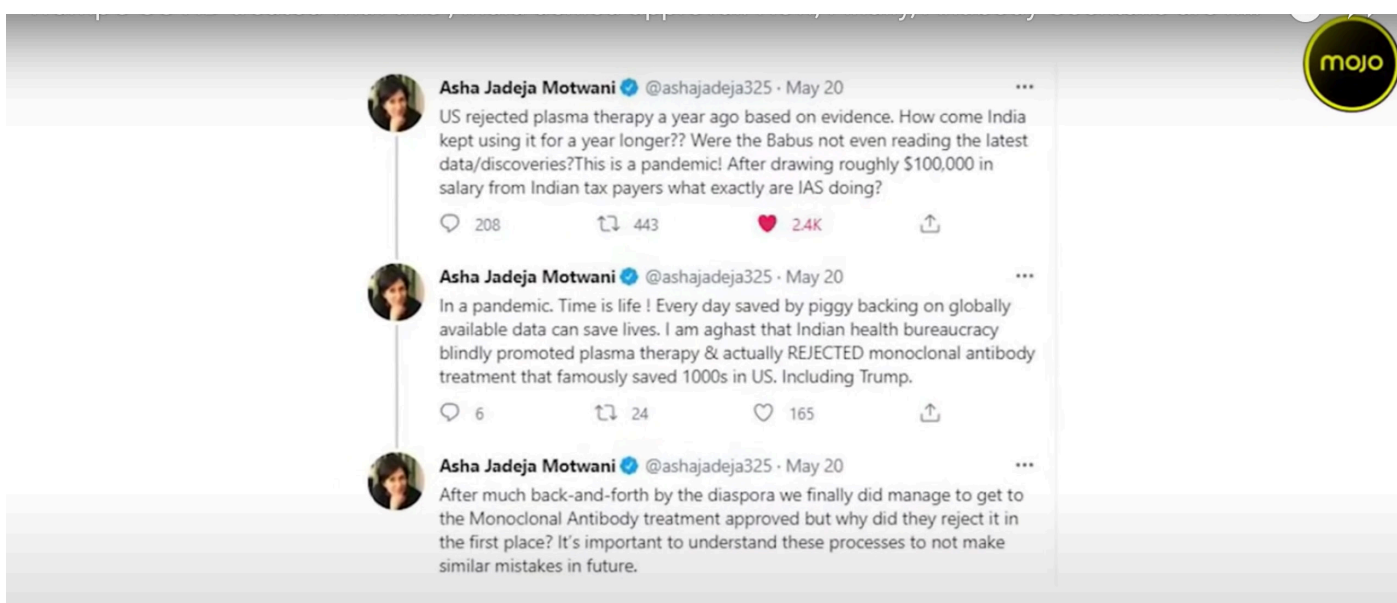 mojo
Asha Jadeja Motwani @ashajadeja325 · May 20
US rejected plasma therapy a year ago based on evidence. How come India
kept using it for a year longer?? Were the Babus not even reading the latest
data/discoveries?This is a pandemic! After drawing roughly $100,000 in
salary from Indian tax payers what exactly are IAS doing?
208 443 2.4K
Asha Jadeja Motwani @ashajadeja325 · May 20
In a pandemic. Time is life ! Every day saved by piggy backing on globally
available data can save lives. I am aghast that Indian health bureaucracy
blindly promoted plasma therapy & actually REJECTED monoclonal antibody
treatment that famously saved 1000s in US. Including Trump.
6 24 165
Asha Jadeja Motwani @ashajadeja325 · May 20
After much back-and-forth by the diaspora we finally did manage to get to
the Monoclonal Antibody treatment approved but why did they reject it in
the first place? It's important to understand these processes to not make
similar mistakes in future.